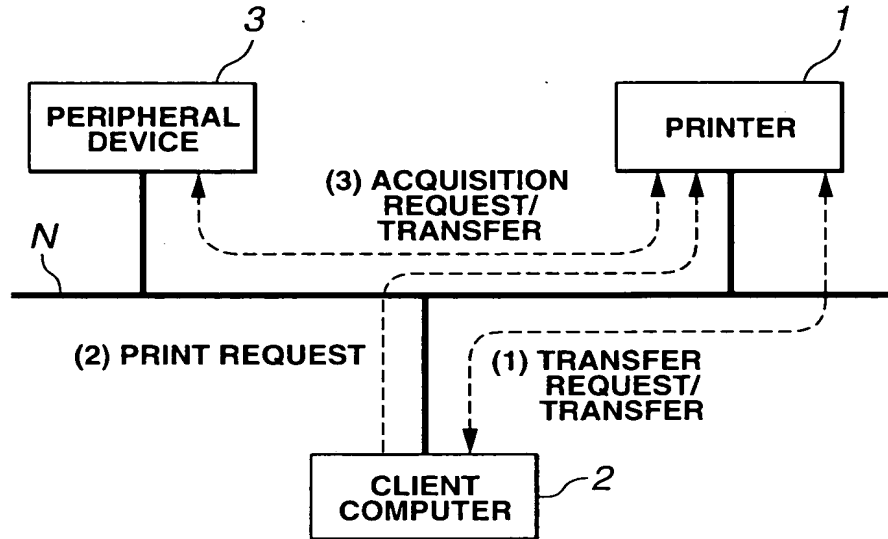 3
1
PERIPHERAL
DEVICE
PRINTER
(3) ACQUISITION
REQUEST/
TRANSFER
N
(2) PRINT REQUEST
(1) TRANSFER
REQUEST/
TRANSFER
CLIENT
COMPUTER
2